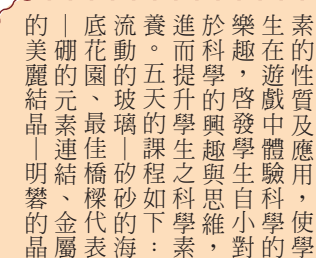 素的性質及應用，使學
生在遊戲中體驗科學的
樂趣，啓發學生自小對
於科學的興趣與思維，
進而提升學生之科學素
養。五天的課程如下：
流動的玻璃｜矽砂的海
底花園、最佳橋樑代表
｜硼的元素連結、金屬
的美麗結晶｜明礬的晶